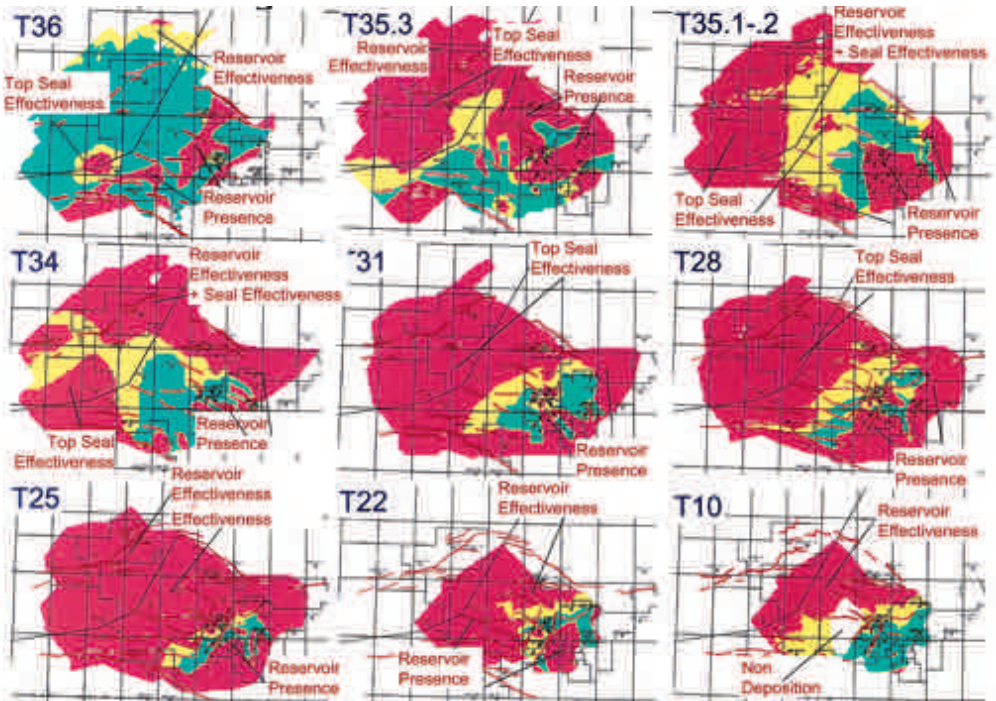 T36
Reservoir
Effectiveness
Top Seal
Effectiveness
Reservoir
Presence
T35.3
Reservoir
Effectiveness
Top Seal
Effectiveness
Reservoir
Presence
T35.1-.2
Reservoir
Effectiveness
+ Seal Effectiveness
Top Seal
Effectiveness
Reservoir
Presence
T34
Reservoir
Effectiveness
+ Seal Effectiveness
Top Seal
Effectiveness
Reservoir
Presence
T31
Top Seal
Effectiveness
Reservoir
Presence
T28
Top Seal
Effectiveness
Reservoir
Presence
T25
Reservoir
Effectiveness
Effectiveness
Reservoir
Presence
T22
Reservoir
Effectiveness
Reservoir
Presence
T10
Reservoir
Effectiveness
Non
Deposition